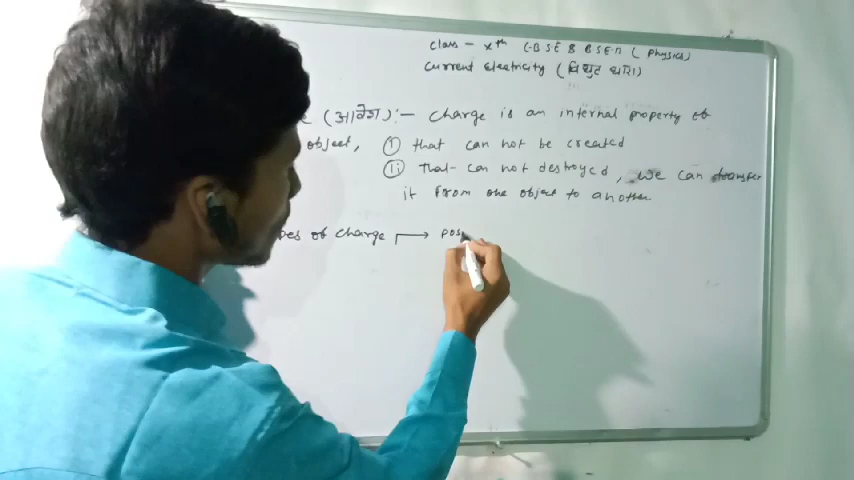 class - xth CBSE & BSEB ( Physics)
Current Electricity ( विद्युत धारा )
(आवेश) :- Charge is an internal property of
object, (i) that can not be created
(ii) that can not destroyed, we can transfer
it from one object to another
of charge → pos